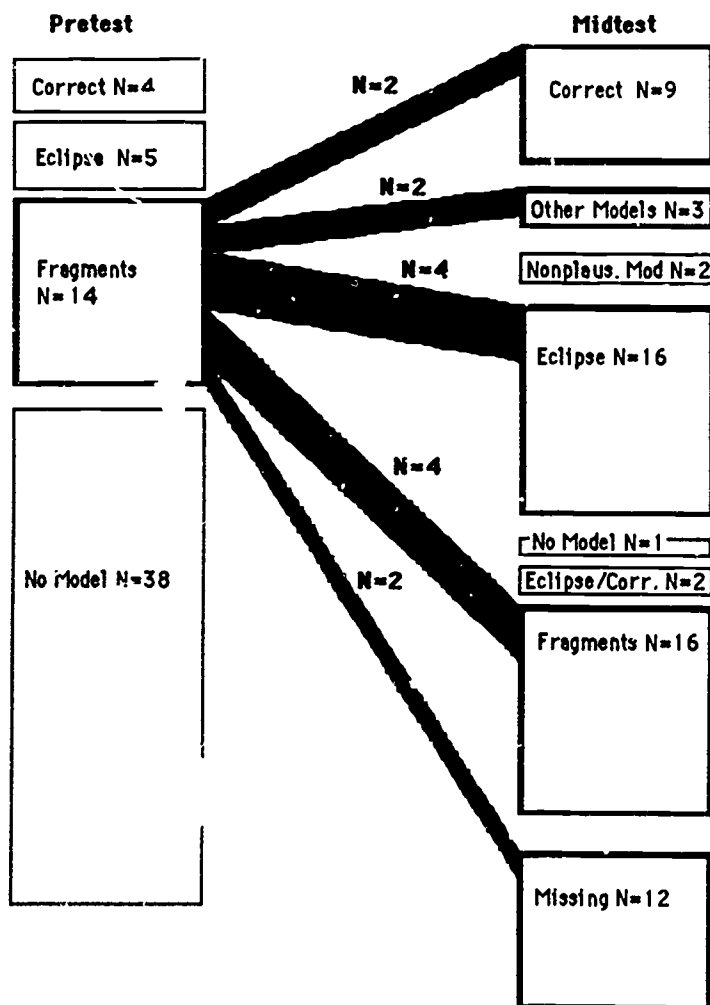 Pretest
Correct N=4
Eclipse N=5
Fragments
N=14
No Model N=38
N=2
N=2
N=4
N=4
N=2
Midtest
Correct N=9
Other Models N=3
Nonplaus. Mod N=2
Eclipse N=16
No Model N=1
Eclipse/Corr. N=2
Fragments N=16
Missing N=12